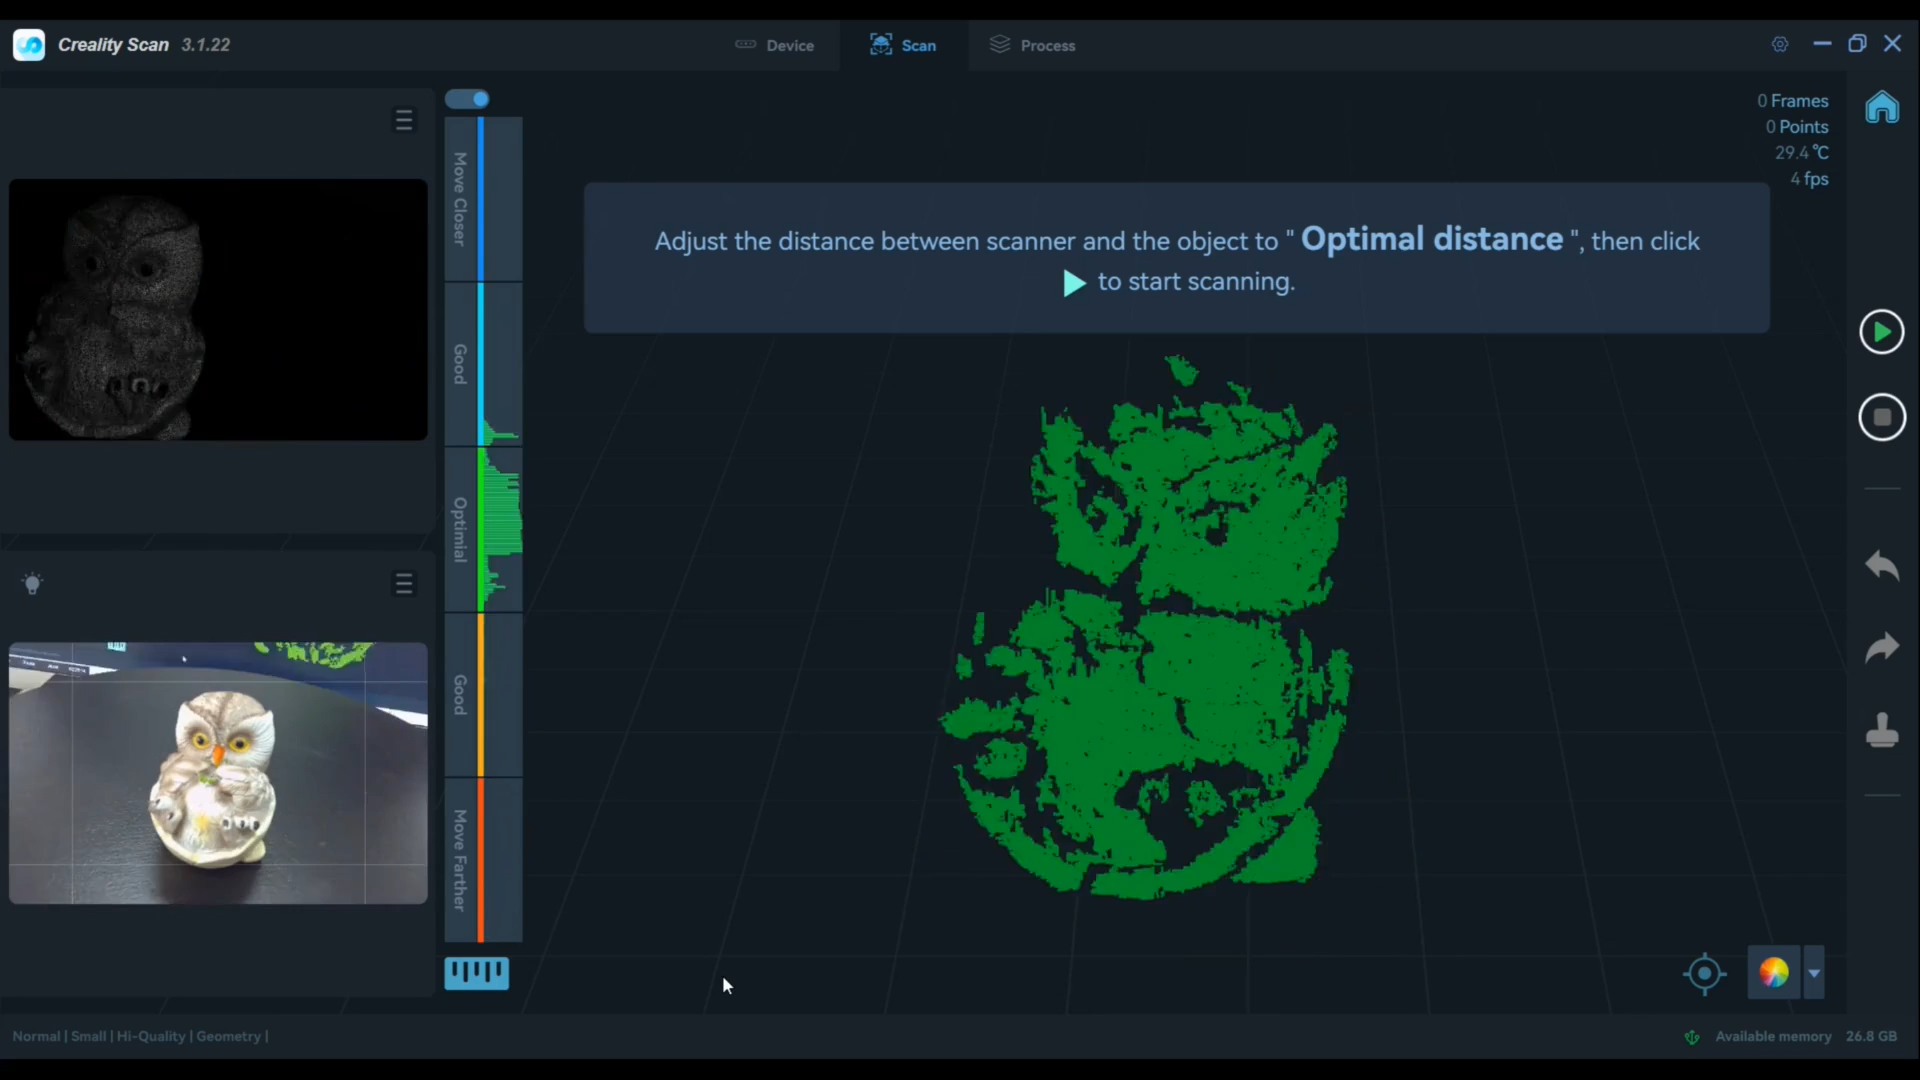 Creality Scan 3.1.22
Device
Scan
Process
0 Frames
0 Points
29.4 ℃
4 fps
Adjust the distance between scanner and the object to " Optimal distance ", then click
to start scanning.
Move Closer
Good
Optimial
Good
Move Farther
Normal | Small | Hi-Quality | Geometry |
Available memory 26.8 GB